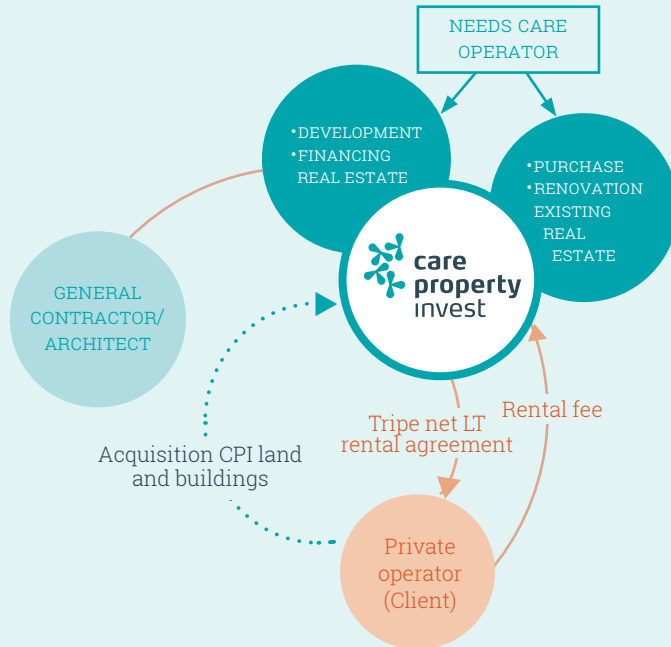 NEEDS CARE
OPERATOR
•DEVELOPMENT
•FINANCING
REAL ESTATE
•PURCHASE
•RENOVATION
EXISTING
REAL
ESTATE
care
property
invest
GENERAL
CONTRACTOR/
ARCHITECT
Rental fee
Tripe net LT
rental agreement
Acquisition CPI land
and buildings
Private
operator
(Client)